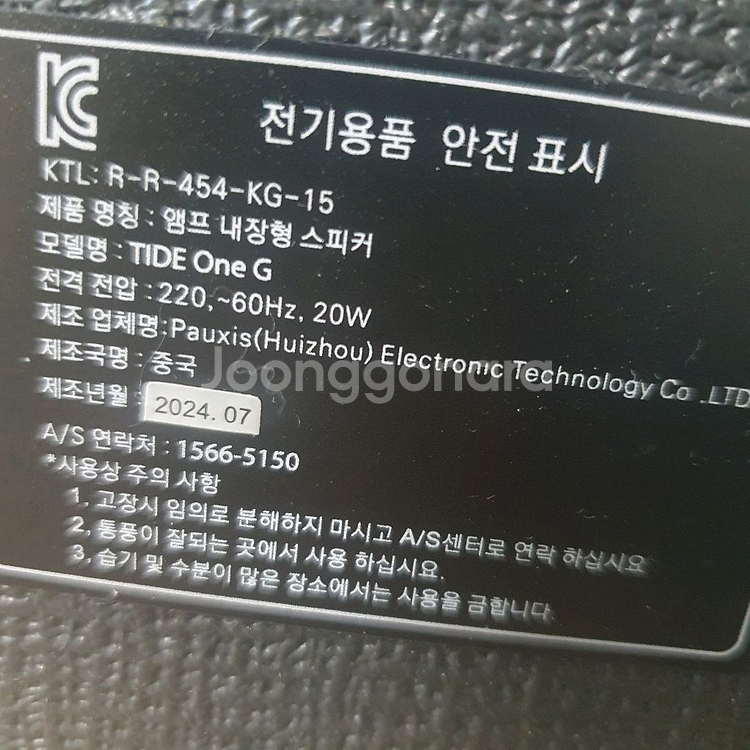 KC
전기용품 안전 표시
KTL: R-R-454-KG-15
제품 명칭 : 앰프 내장형 스피커
모델명 : TIDE One G
전격 전압 : 220,~60Hz, 20W
제조 업체명:Pauxis(Huizhou) Electronic Technology Co .LTD
제조국명 : 중국
Joonggonara
제조년월 : 2024. 07
A/S 연락처 : 1566-5150
*사용상 주의 사항
1, 고장시 임의로 분해하지 마시고 A/S센터로 연락 하십시요
2, 통풍이 잘되는 곳에서 사용 하십시요.
3, 습기 및 수분이 많은 장소에서는 사용을 금합니다